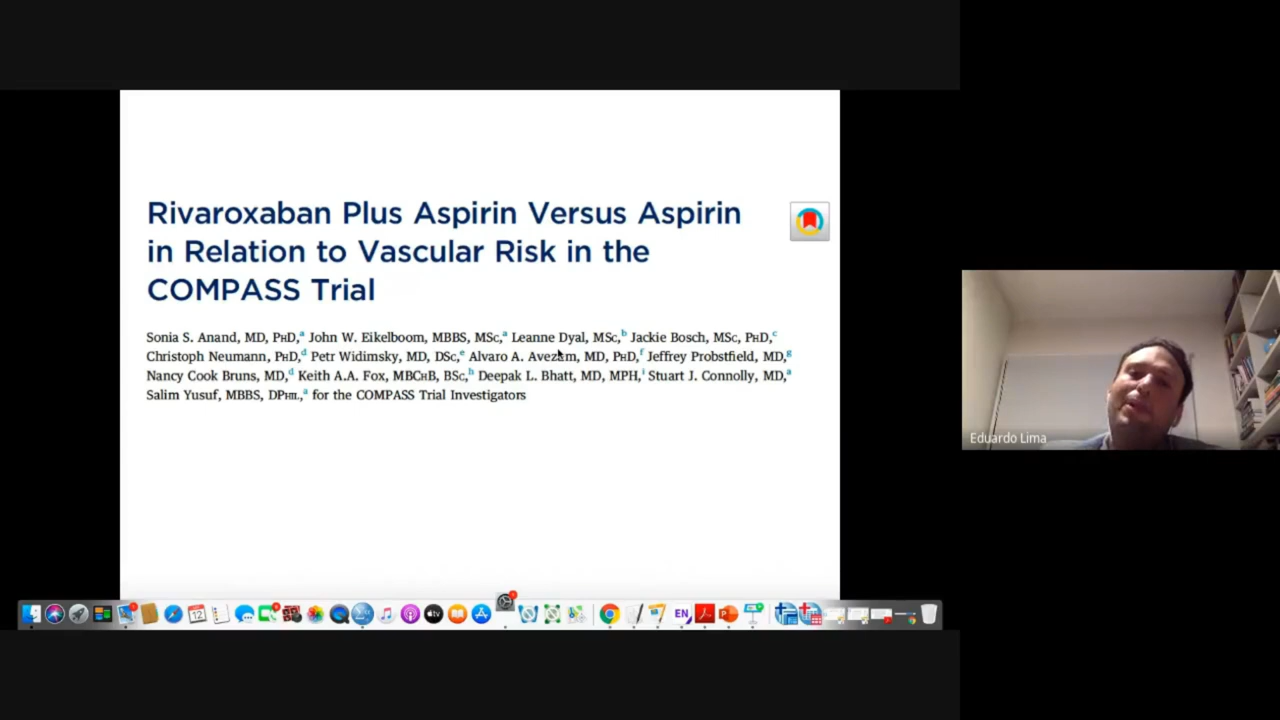 Rivaroxaban Plus Aspirin Versus Aspirin
in Relation to Vascular Risk in the
COMPASS Trial
Sonia S. Anand, MD, PHD,a John W. Eikelboom, MBBS, MSC,a Leanne Dyal, MSC,b Jackie Bosch, MSC, PHD,c
Christoph Neumann, PHD,d Petr Widimsky, MD, DSC,e Alvaro A. Avezum, MD, PHD,f Jeffrey Probstfield, MD,g
Nancy Cook Bruns, MD,d Keith A.A. Fox, MBCHB, BSC,h Deepak L. Bhatt, MD, MPH,i Stuart J. Connolly, MD,a
Salim Yusuf, MBBS, DPHIL,a for the COMPASS Trial Investigators
Eduardo Lima
12
tv
EN